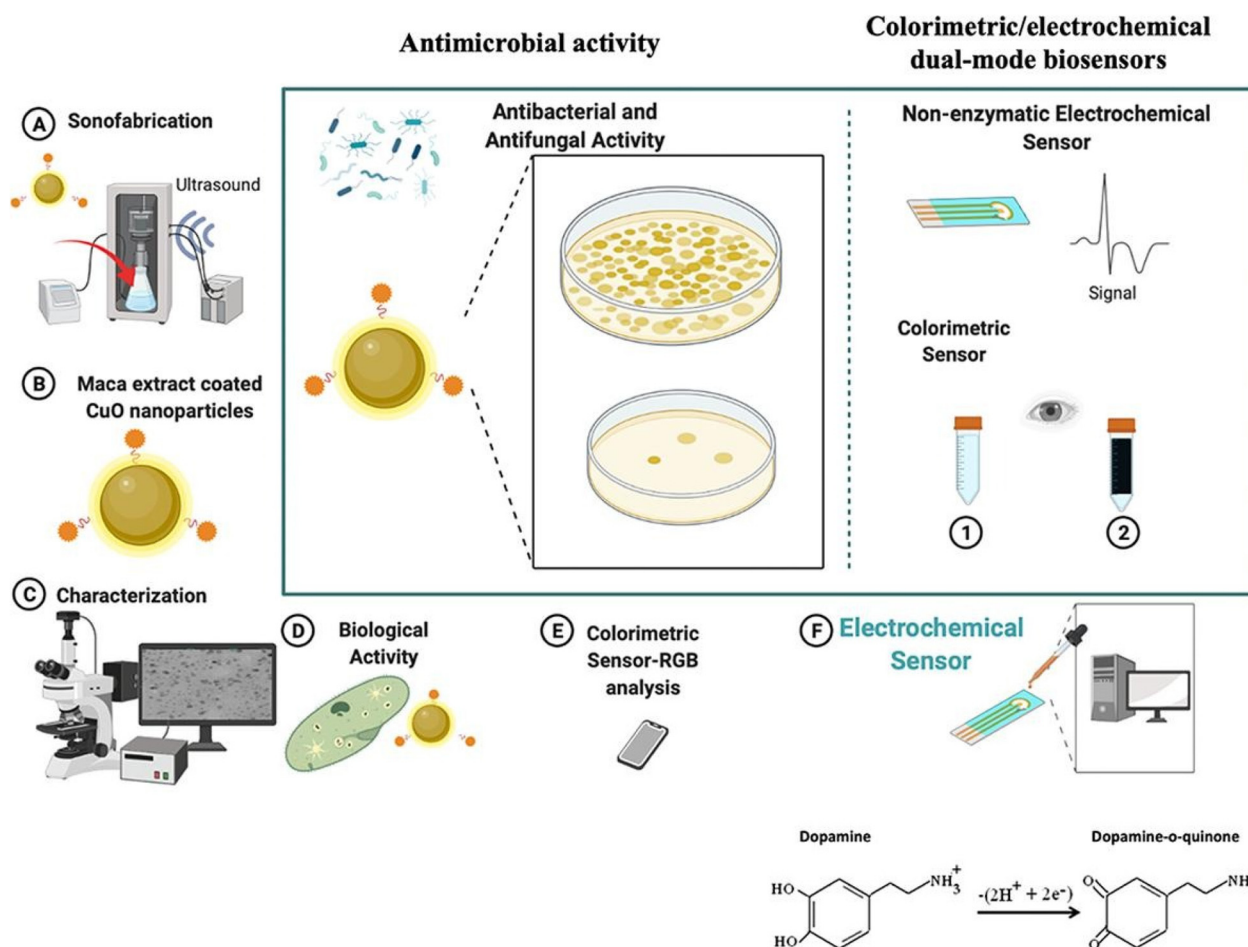 Antimicrobial activity
Colorimetric/electrochemical
dual-mode biosensors
A Sonofabrication
Ultrasound
B Maca extract coated
CuO nanoparticles
C Characterization
Antibacterial and
Antifungal Activity
Non-enzymatic Electrochemical
Sensor
Signal
Colorimetric
Sensor
1
2
D Biological
Activity
E Colorimetric
Sensor-RGB
analysis
F Electrochemical
Sensor
Dopamine
HO
HO
NH3+
-(2H+ + 2e-)
Dopamine-o-quinone
O
O
NH